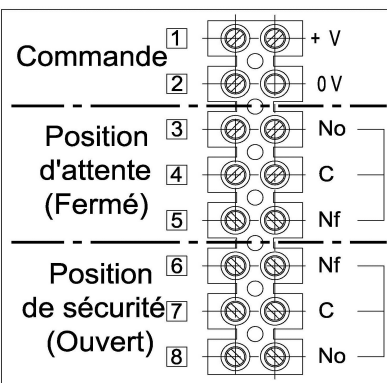 Commande
1 + V
2 0 V
Position
d'attente
(Fermé)
3 No
4 C
5 Nf
Position
de sécurité
(Ouvert)
6 Nf
7 C
8 No